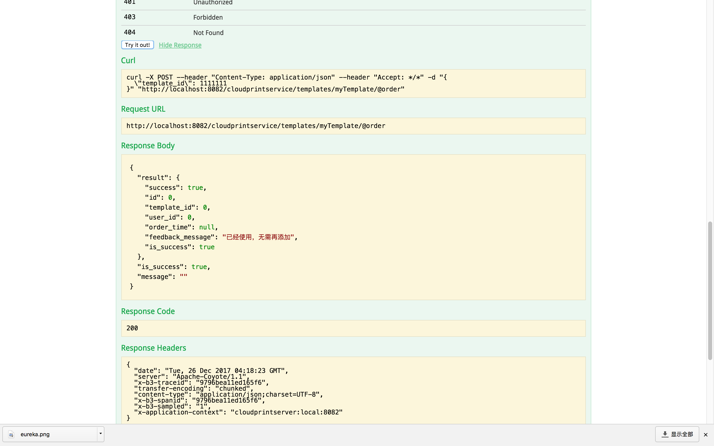 401 Unauthorized
403 Forbidden
404 Not Found
Try it out! Hide Response
Curl
curl -X POST --header "Content-Type: application/json" --header "Accept: */*" -d "{
\"template_id\": 1111111
}" "http://localhost:8082/cloudprintservice/templates/myTemplate/@order"
Request URL
http://localhost:8082/cloudprintservice/templates/myTemplate/@order
Response Body
{
"result": {
"success": true,
"id": 0,
"template_id": 0,
"user_id": 0,
"order_time": null,
"feedback_message": "已经使用，无需再添加",
"is_success": true
},
"is_success": true,
"message": ""
}
Response Code
200
Response Headers
{
"date": "Tue, 26 Dec 2017 04:18:23 GMT",
"server": "Apache-Coyote/1.1",
"x-b3-traceid": "9796bea11ed165f6",
"transfer-encoding": "chunked",
"content-type": "application/json;charset=UTF-8",
"x-b3-spanid": "9796bea11ed165f6",
"x-b3-sampled": "1",
"x-application-context": "cloudprintserver:local:8082"
}
eureka.png 显示全部